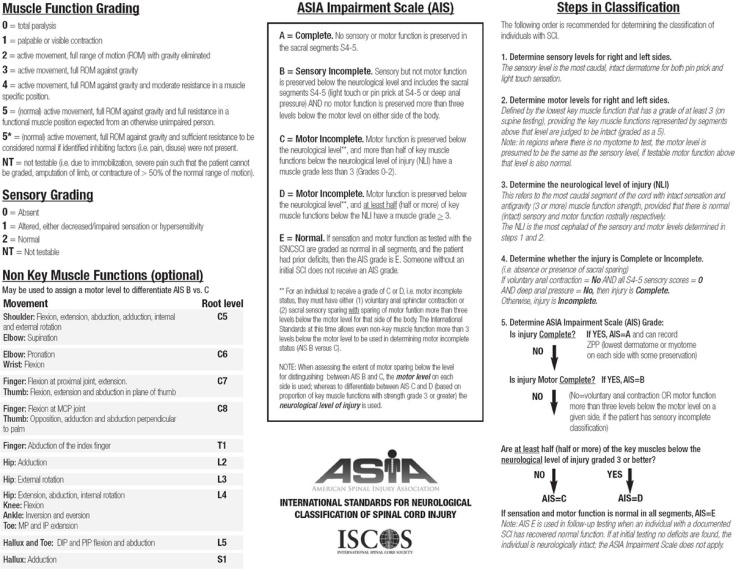 Muscle Function Grading
0 = total paralysis
1 = palpable or visible contraction
2 = active movement, full range of motion (ROM) with gravity eliminated
3 = active movement, full ROM against gravity
4 = active movement, full ROM against gravity and moderate resistance in a muscle
specific position.
5 = (normal) active movement, full ROM against gravity and full resistance in a
functional muscle position expected from an otherwise unimpaired person.
5* = (normal) active movement, full ROM against gravity and sufficient resistance to be
considered normal if identified inhibiting factors (i.e. pain, disuse) were not present.
NT = not testable (i.e. due to immobilization, severe pain such that the patient cannot
be graded, amputation of limb, or contracture of > 50% of the normal range of motion).
Sensory Grading
0 = Absent
1 = Altered, either decreased/impaired sensation or hypersensitivity
2 = Normal
NT = Not testable
Non Key Muscle Functions (optional)
May be used to assign a motor level to differentiate AIS B vs. C
Movement Root level
Shoulder: Flexion, extension, abduction, adduction, internal C5
and external rotation
Elbow: Supination
Elbow: Pronation C6
Wrist: Flexion
Finger: Flexion at proximal joint, extension. C7
Thumb: Flexion, extension and abduction in plane of thumb
Finger: Flexion at MCP joint C8
Thumb: Opposition, adduction and abduction perpendicular
to palm
Finger: Abduction of the index finger T1
Hip: Adduction L2
Hip: External rotation L3
Hip: Extension, abduction, internal rotation L4
Knee: Flexion
Ankle: Inversion and eversion
Toe: MP and IP extension
Hallux and Toe: DIP and PIP flexion and abduction L5
Hallux: Adduction S1
ASIA Impairment Scale (AIS)
A = Complete. No sensory or motor function is preserved in
the sacral segments S4-5.
B = Sensory Incomplete. Sensory but not motor function
is preserved below the neurological level and includes the sacral
segments S4-5 (light touch or pin prick at S4-5 or deep anal
pressure) AND no motor function is preserved more than three
levels below the motor level on either side of the body.
C = Motor Incomplete. Motor function is preserved below
the neurological level**, and more than half of key muscle
functions below the neurological level of injury (NLI) have a
muscle grade less than 3 (Grades 0-2).
D = Motor Incomplete. Motor function is preserved below
the neurological level**, and at least half (half or more) of key
muscle functions below the NLI have a muscle grade ≥ 3.
E = Normal. If sensation and motor function as tested with the
ISNCSCI are graded as normal in all segments, and the patient
had prior deficits, then the AIS grade is E. Someone without an
initial SCI does not receive an AIS grade.
** For an individual to receive a grade of C or D, i.e. motor incomplete
status, they must have either (1) voluntary anal sphincter contraction or
(2) sacral sensory sparing with sparing of motor funtion more than three
levels below the motor level for that side of the body. The International
Standards at this time allows even non-key muscle function more than 3
levels below the motor level to be used in determining motor incomplete
status (AIS B versus C).
NOTE: When assessing the extent of motor sparing below the level
for distinguishing between AIS B and C, the motor level on each
side is used; whereas to differentiate between AIS C and D (based on
proportion of key muscle functions with strength grade 3 or greater) the
neurological level of injury is used.
ASIA
AMERICAN SPINAL INJURY ASSOCIATION
INTERNATIONAL STANDARDS FOR NEUROLOGICAL
CLASSIFICATION OF SPINAL CORD INJURY
ISCOS
INTERNATIONAL SPINAL CORD SOCIETY
Steps in Classification
The following order is recommended for determining the classification of
individuals with SCI.
1. Determine sensory levels for right and left sides.
The sensory level is the most caudal, intact dermatome for both pin prick and
light touch sensation.
2. Determine motor levels for right and left sides.
Defined by the lowest key muscle function that has a grade of at least 3 (on
supine testing), providing the key muscle functions represented by segments
above that level are judged to be intact (graded as a 5).
Note: in regions where there is no myotome to test, the motor level is
presumed to be the same as the sensory level, if testable motor function above
that level is also normal.
3. Determine the neurological level of injury (NLI)
This refers to the most caudal segment of the cord with intact sensation and
antigravity (3 or more) muscle function strength, provided that there is normal
(intact) sensory and motor function rostrally respectively.
The NLI is the most cephalad of the sensory and motor levels determined in
steps 1 and 2.
4. Determine whether the injury is Complete or Incomplete.
(i.e. absence or presence of sacral sparing)
If voluntary anal contraction = No AND all S4-5 sensory scores = 0
AND deep anal pressure = No, then injury is Complete.
Otherwise, injury is Incomplete.
5. Determine ASIA Impairment Scale (AIS) Grade:
Is injury Complete? If YES, AIS=A and can record
NO ZPP (lowest dermatome or myotome
on each side with some preservation)
Is injury Motor Complete? If YES, AIS=B
NO (No=voluntary anal contraction OR motor function
more than three levels below the motor level on a
given side, if the patient has sensory incomplete
classification)
Are at least half (half or more) of the key muscles below the
neurological level of injury graded 3 or better?
NO YES
AIS=C AIS=D
If sensation and motor function is normal in all segments, AIS=E
Note: AIS E is used in follow-up testing when an individual with a documented
SCI has recovered normal function. If at initial testing no deficits are found, the
individual is neurologically intact; the ASIA Impairment Scale does not apply.